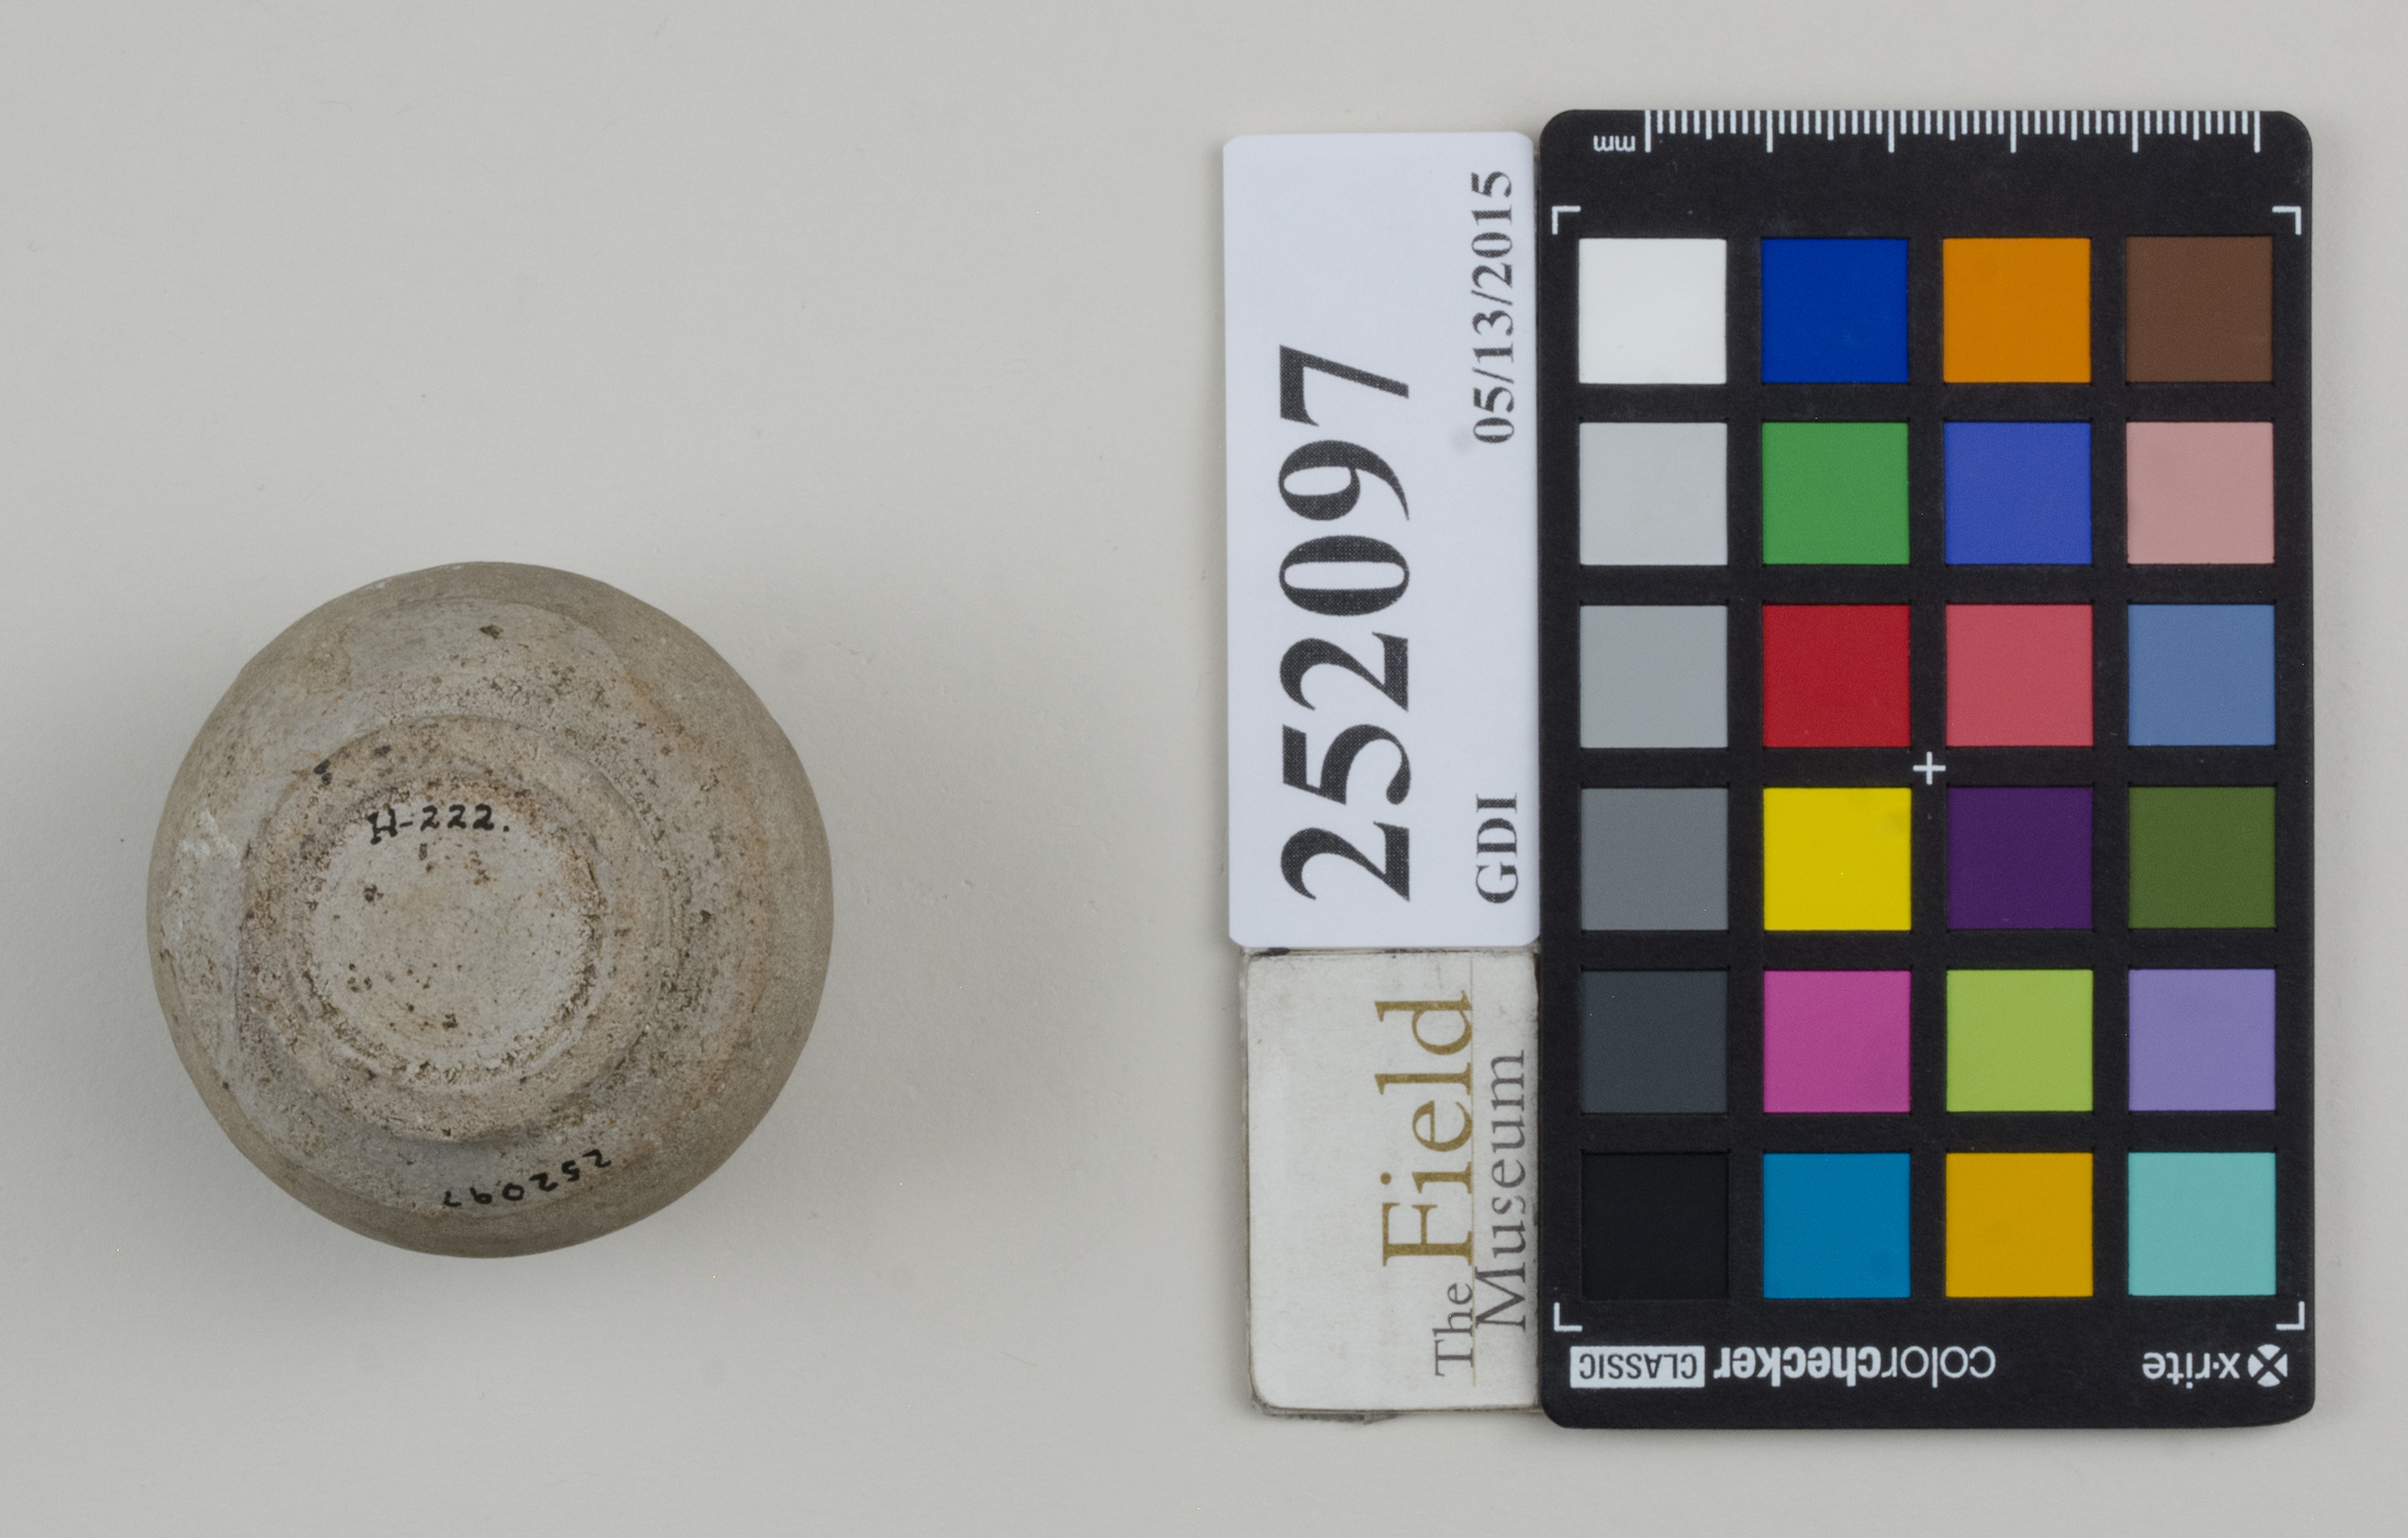 H-222.
252097
252097
05/13/2015
GDI
The Field
Museum
mm
x·rite
colorchecker CLASSIC